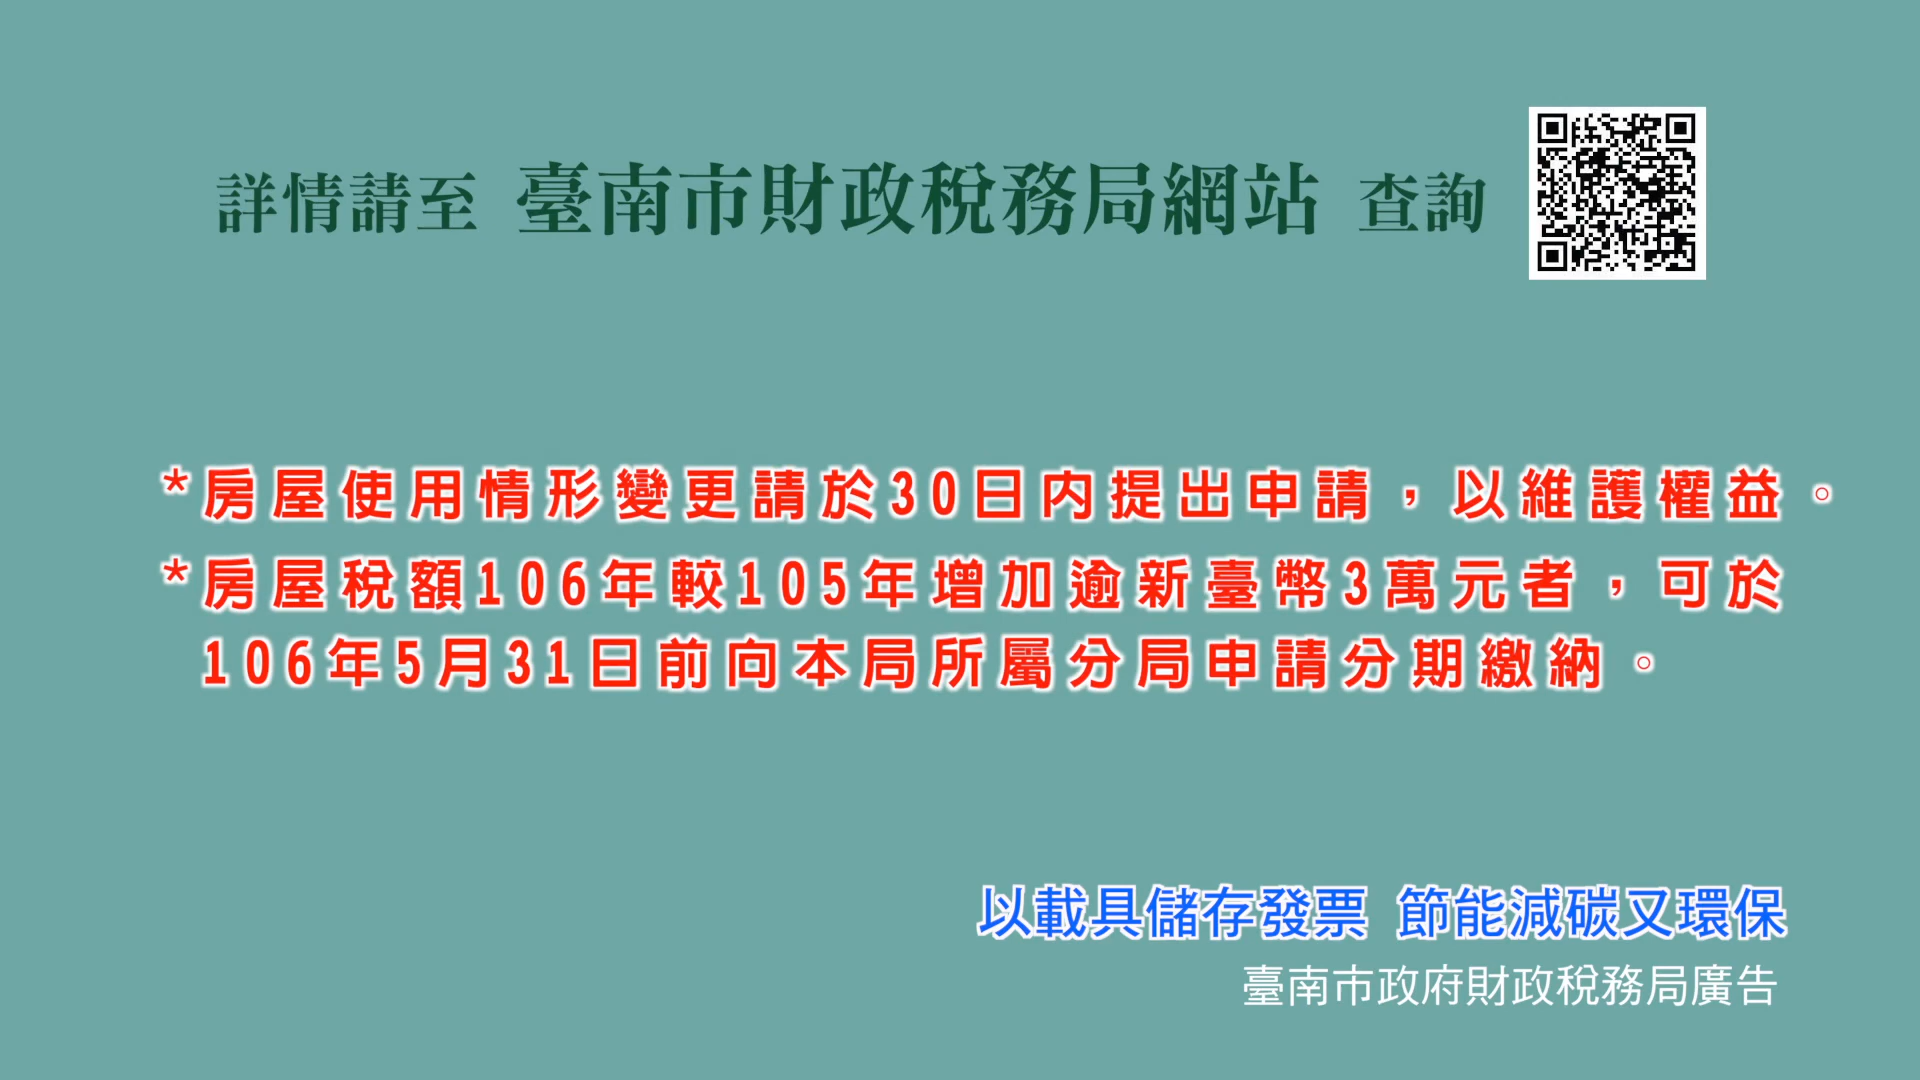 詳情請至 臺南市財政稅務局網站 查詢
*房屋使用情形變更請於30日內提出申請，以維護權益。
*房屋稅額106年較105年增加逾新臺幣3萬元者，可於
106年5月31日前向本局所屬分局申請分期繳納。
以載具儲存發票 節能減碳又環保
臺南市政府財政稅務局廣告